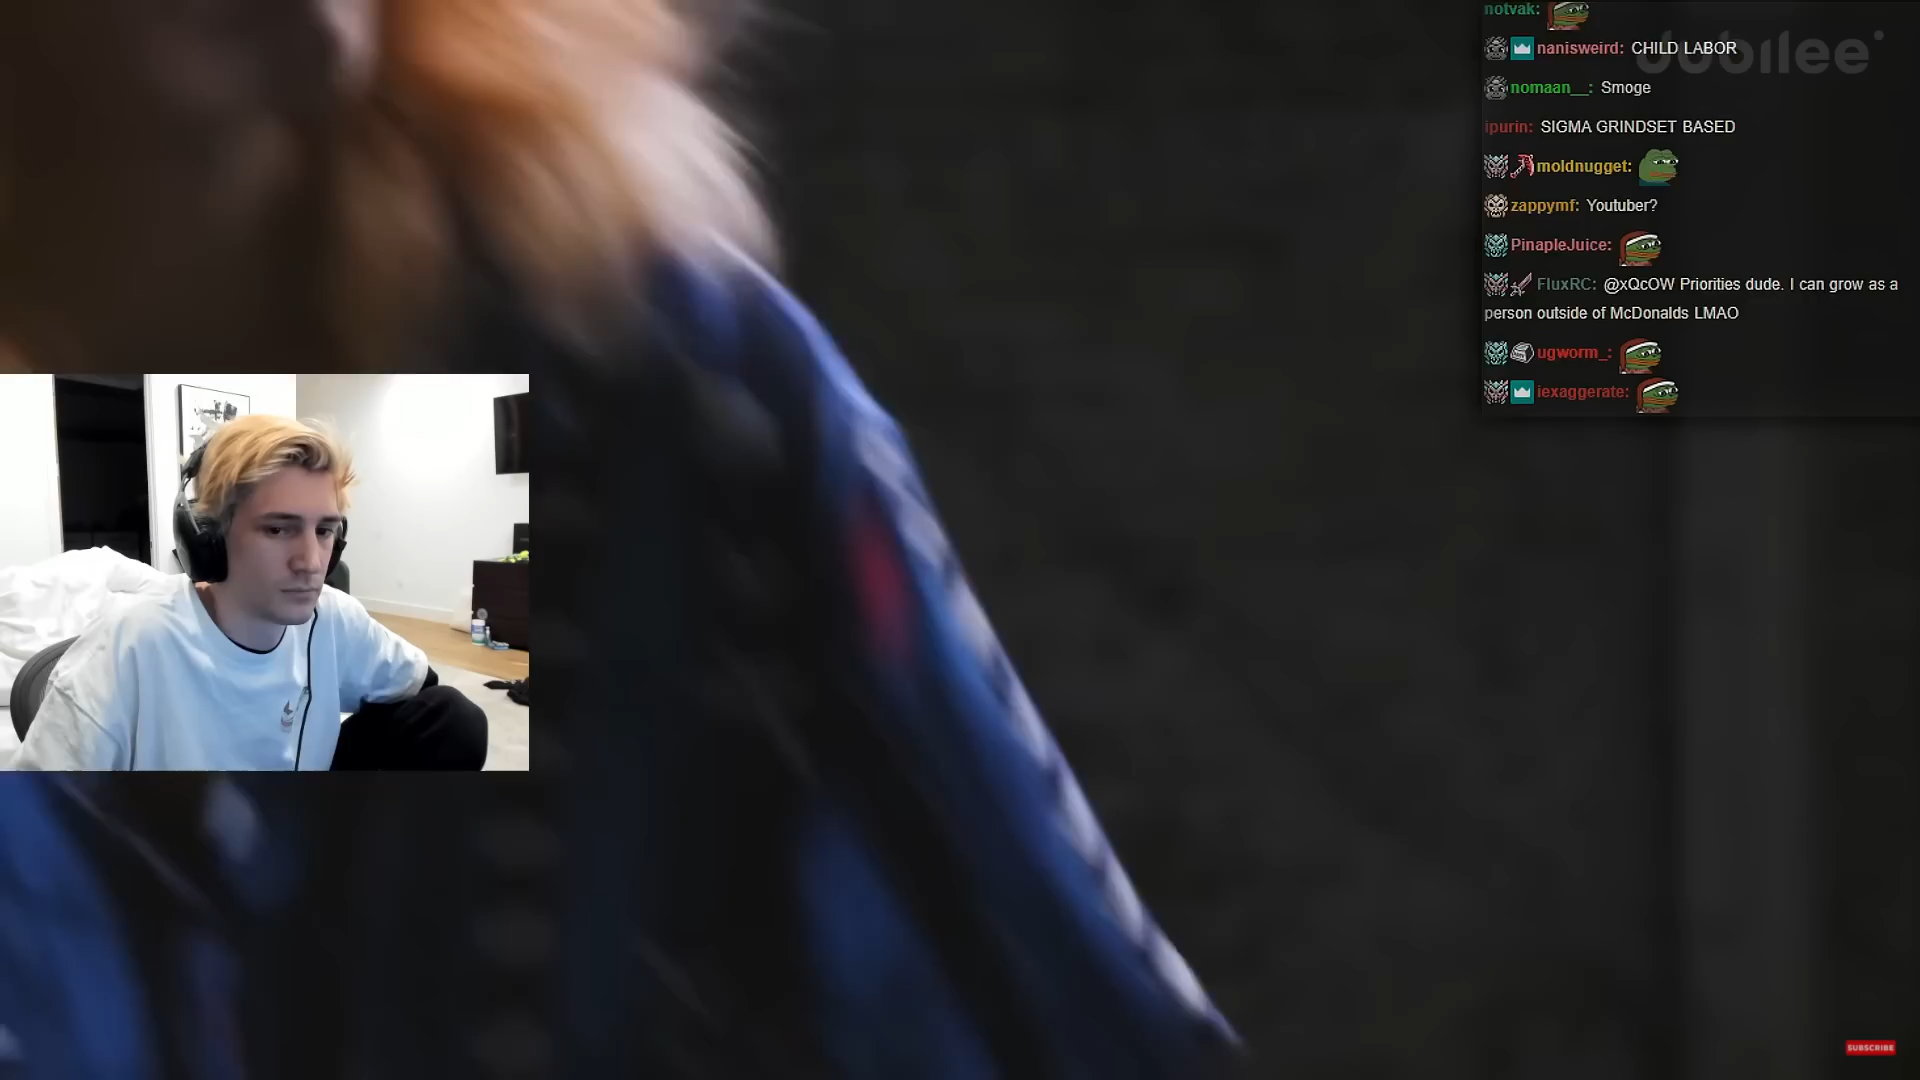 notvak:
jubilee
nanisweird: CHILD LABOR
nomaan__: Smoge
ipurin: SIGMA GRINDSET BASED
moldnugget:
zappymf: Youtuber?
PinapleJuice:
FluxRC: @xQcOW Priorities dude. I can grow as a
person outside of McDonalds LMAO
ugworm_:
iexaggerate:
SUBSCRIBE